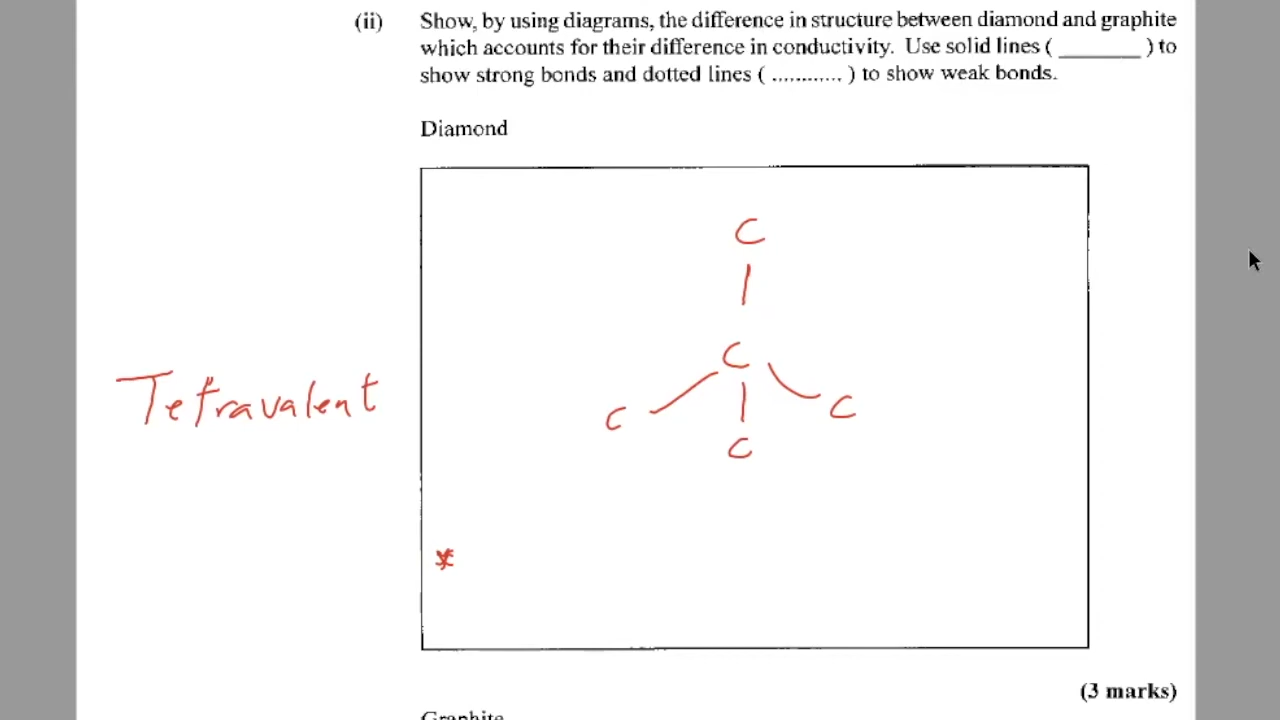 (ii) Show, by using diagrams, the difference in structure between diamond and graphite
which accounts for their difference in conductivity. Use solid lines ( ________ ) to
show strong bonds and dotted lines ( ............ ) to show weak bonds.
Diamond
C
C
Tetravalent
C
C
C
*
(3 marks)
Graphite